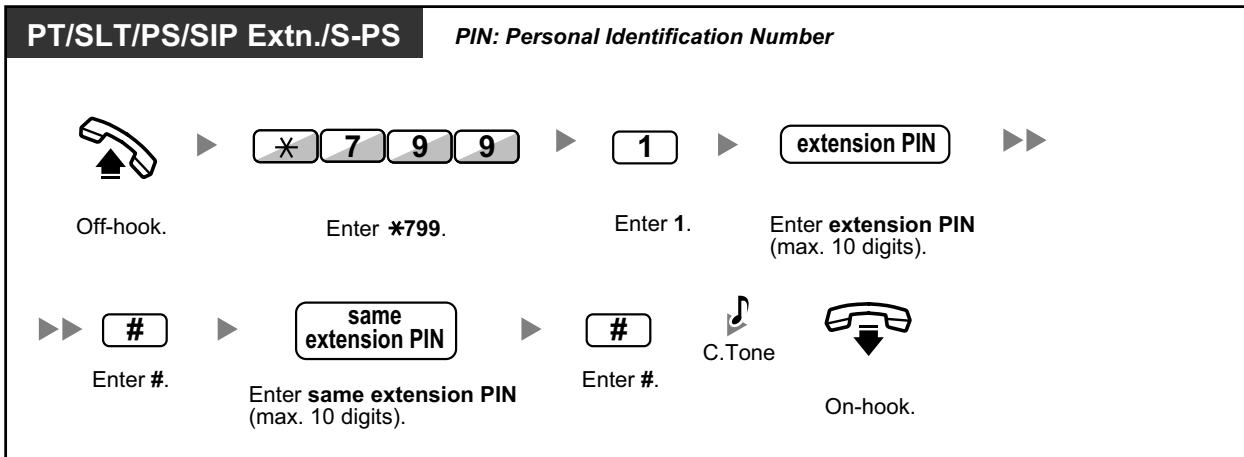 PT/SLT/PS/SIP Extn./S-PS
PIN: Personal Identification Number
* 7 9 9
1
extension PIN
Off-hook.
Enter *799.
Enter 1.
Enter extension PIN
(max. 10 digits).
#
same
extension PIN
#
C.Tone
Enter #.
Enter same extension PIN
(max. 10 digits).
Enter #.
On-hook.